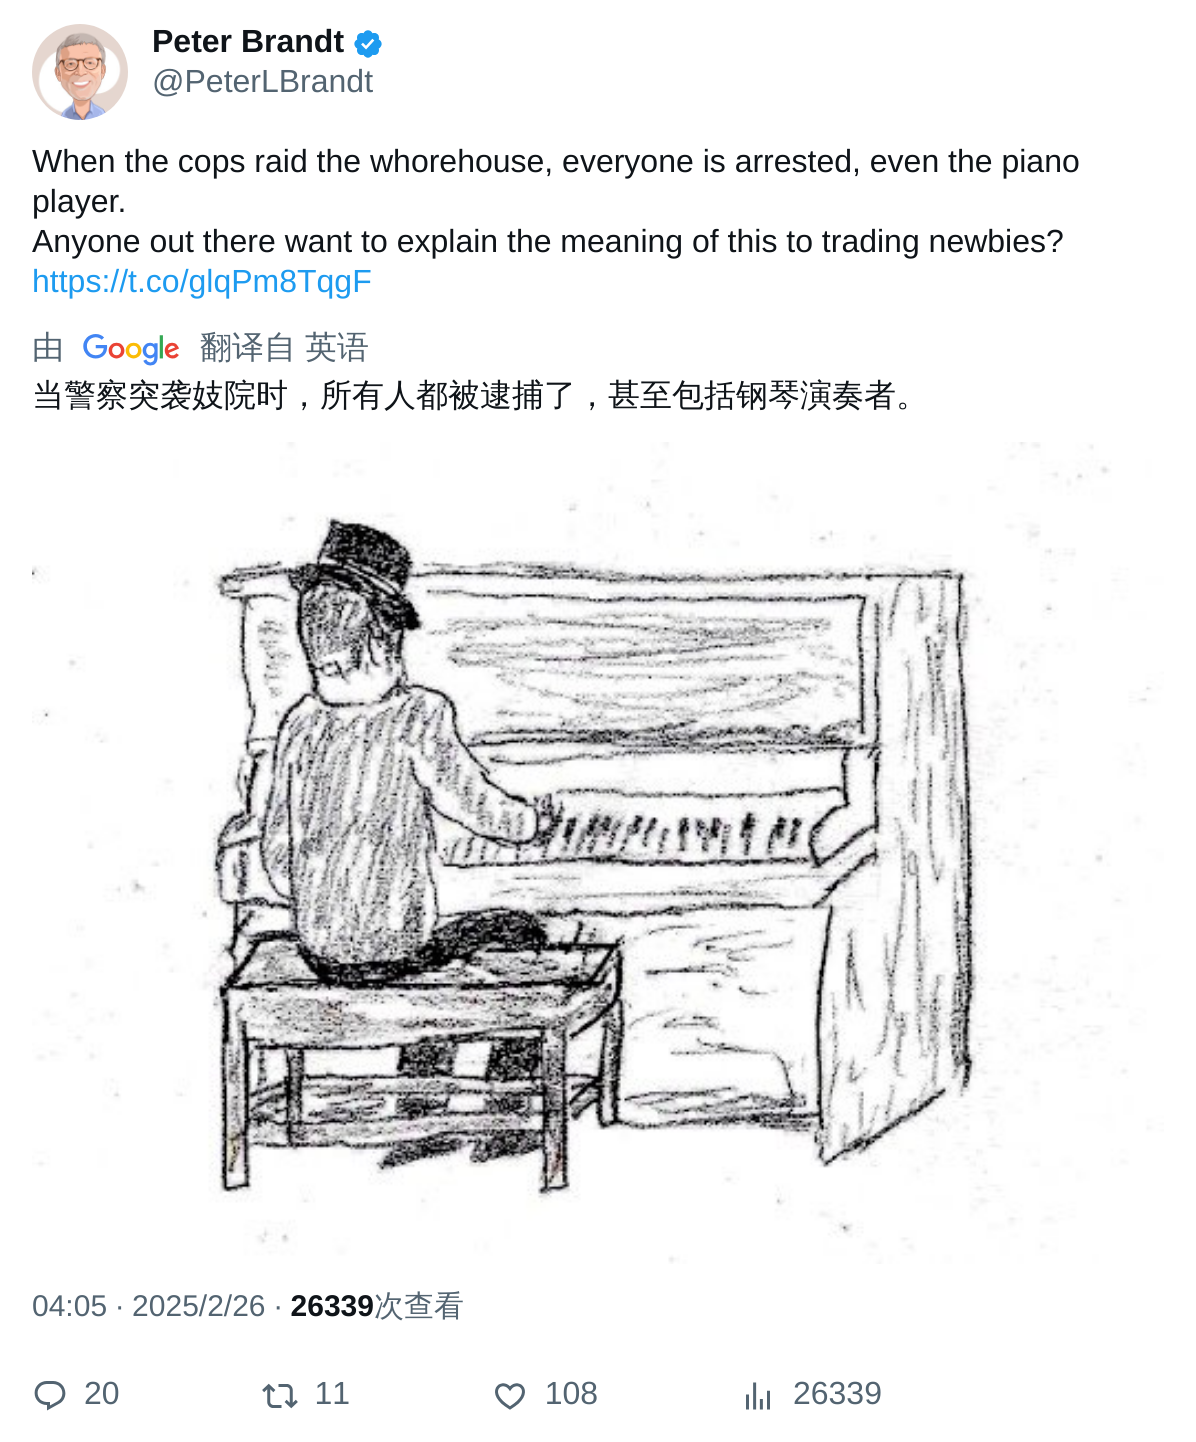 Peter Brandt
@PeterLBrandt
When the cops raid the whorehouse, everyone is arrested, even the piano
player.
Anyone out there want to explain the meaning of this to trading newbies?
https://t.co/glqPm8TqgF
由 Google 翻译自 英语
当警察突袭妓院时，所有人都被逮捕了，甚至包括钢琴演奏者。
04:05 · 2025/2/26 · 26339次查看
20 11 108 26339